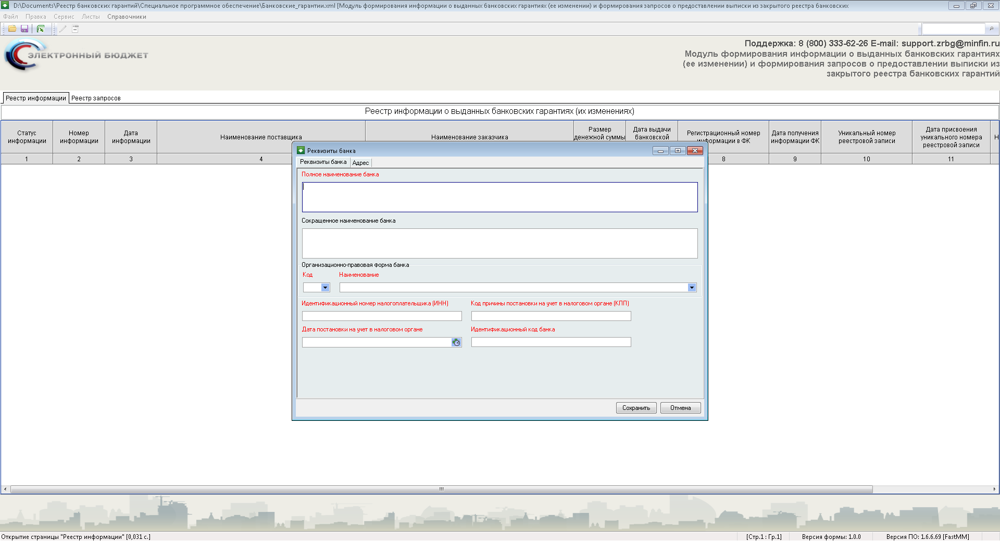 D:\Documents\Реестр банковских гарантий\Специальное программное обеспечение\Банковские_гарантии.xml [Модуль формирования информации о выданных банковских гарантиях (ее изменении) и формирования запросов о предоставлении выписки из закрытого реестра банковских
Файл Правка Сервис Листы Справочники
ЭЛЕКТРОННЫЙ БЮДЖЕТ
Поддержка: 8 (800) 333-62-26 E-mail: support.zrbg@minfin.ru
Модуль формирования информации о выданных банковских гарантиях
(ее изменении) и формирования запросов о предоставлении выписки из
закрытого реестра банковских гарантий
Реестр информации Реестр запросов
Реестр информации о выданных банковских гарантиях (их изменениях)
Статус
информации
Номер
информации
Дата
информации
Наименование поставщика
Наименование заказчика
Размер
денежной суммы
Дата выдачи
банковской
Регистрационный номер
информации в ФК
Дата получения
информации ФК
Уникальный номер
реестровой записи
Дата присвоения
уникального номера
реестровой записи
Н
1 2 3 4 8 9 10 11
Реквизиты банка
Реквизиты банка Адрес
Полное наименование банка
Сокращенное наименование банка
Организационно-правовая форма банка
Код Наименование
Идентификационный номер налогоплательщика (ИНН) Код причины постановки на учет в налоговом органе (КПП)
Дата постановки на учет в налоговом органе Идентификационный код банка
Сохранить Отмена
Открытие страницы "Реестр информации" [0,031 с.] [Стр.1 : Гр.1] Версия формы: 1.0.0 Версия ПО: 1.6.6.69 [FastMM]